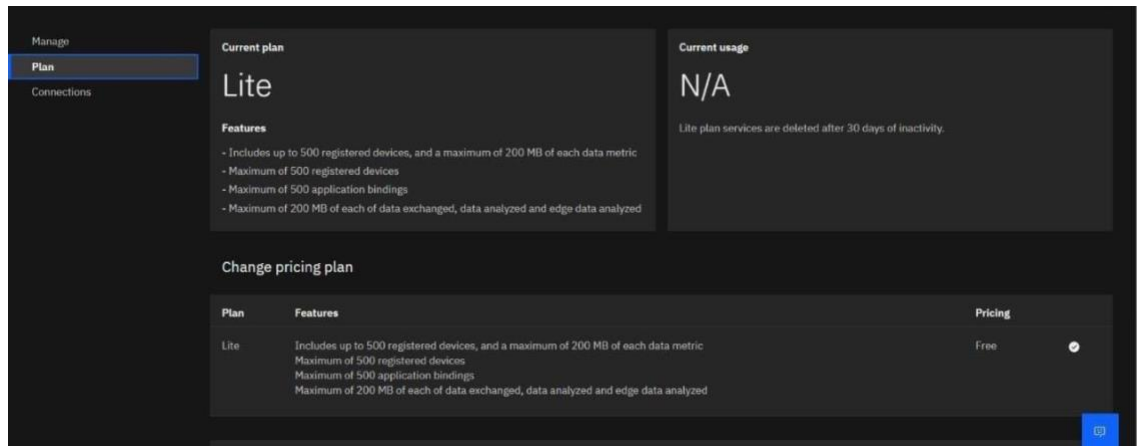 Manage
Plan
Connections
Current plan
Lite
Features
- Includes up to 500 registered devices, and a maximum of 200 MB of each data metric
- Maximum of 500 registered devices
- Maximum of 500 application bindings
- Maximum of 200 MB of each of data exchanged, data analyzed and edge data analyzed
Current usage
N/A
Lite plan services are deleted after 30 days of inactivity.
Change pricing plan
Plan Features Pricing
Lite Includes up to 500 registered devices, and a maximum of 200 MB of each data metric Free
Maximum of 500 registered devices
Maximum of 500 application bindings
Maximum of 200 MB of each of data exchanged, data analyzed and edge data analyzed